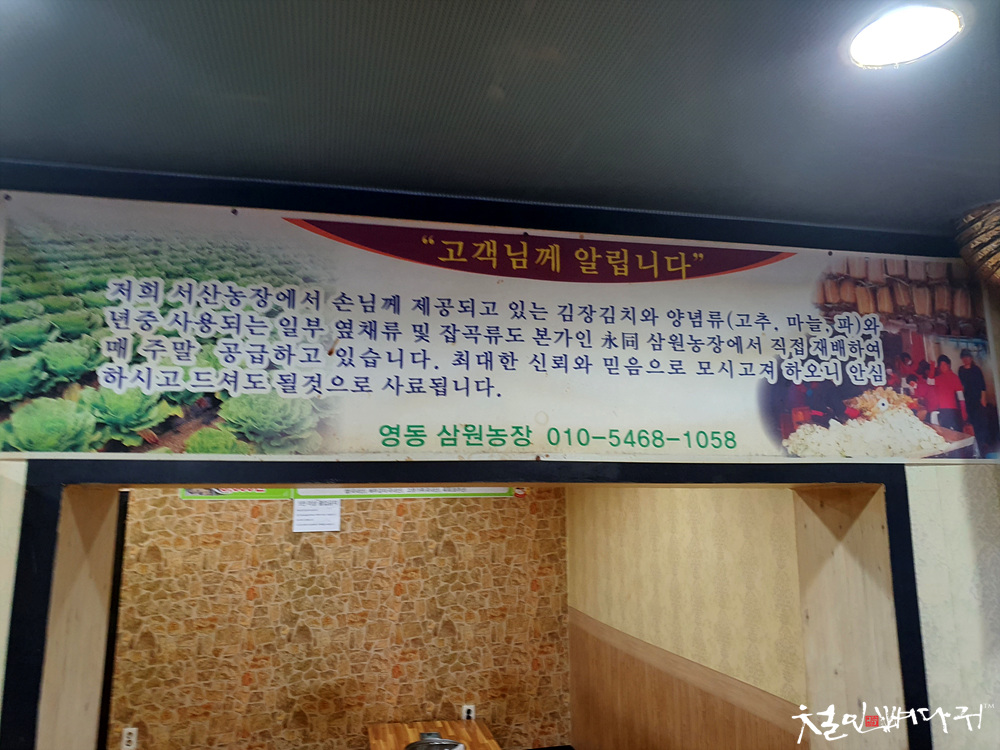 “고객님께 알립니다”
저희 서산농장에서 손님께 제공되고 있는 김장김치와 양념류(고추, 마늘, 파)와
년중 사용되는 일부 옆채류 및 잡곡류도 본가인 永同 삼원농장에서 직접 재배하여
매 주말 공급하고 있습니다. 최대한 신뢰와 믿음으로 모시고져 하오니 안심
하시고 드셔도 될것으로 사료됩니다.
영동 삼원농장 010-5468-1058